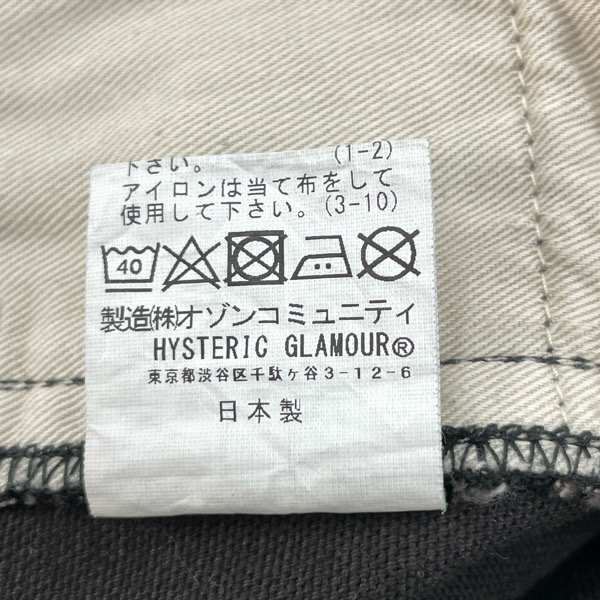 下さい。 (1-2)
アイロンは当て布をして
使用して下さい。(3-10)
40
製造(株)オゾンコミュニティ
HYSTERIC GLAMOUR®
東京都渋谷区千駄ヶ谷3-12-6
日本製